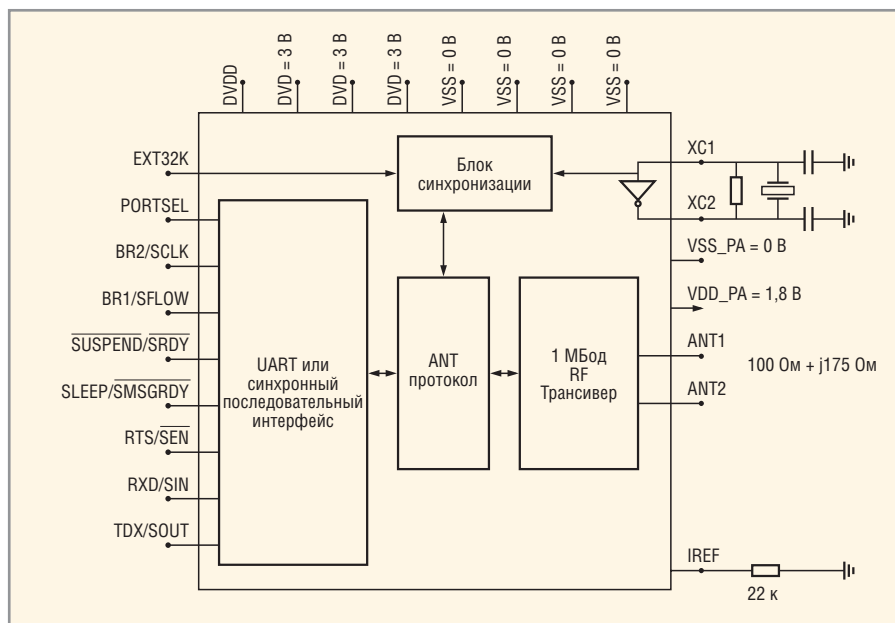 DVDD
DVD = 3 В
DVD = 3 В
DVD = 3 В
VSS = 0 В
VSS = 0 В
VSS = 0 В
VSS = 0 В
EXT32K
PORTSEL
BR2/SCLK
BR1/SFLOW
SUSPEND/SRDY
SLEEP/SMSGRDY
RTS/SEN
RXD/SIN
TDX/SOUT
Блок
синхронизации
UART или
синхронный
последовательный
интерфейс
ANT
протокол
1 МБод
RF
Трансивер
XC1
XC2
VSS_PA = 0 В
VDD_PA = 1,8 В
ANT1
ANT2
100 Ом + j175 Ом
IREF
22 к